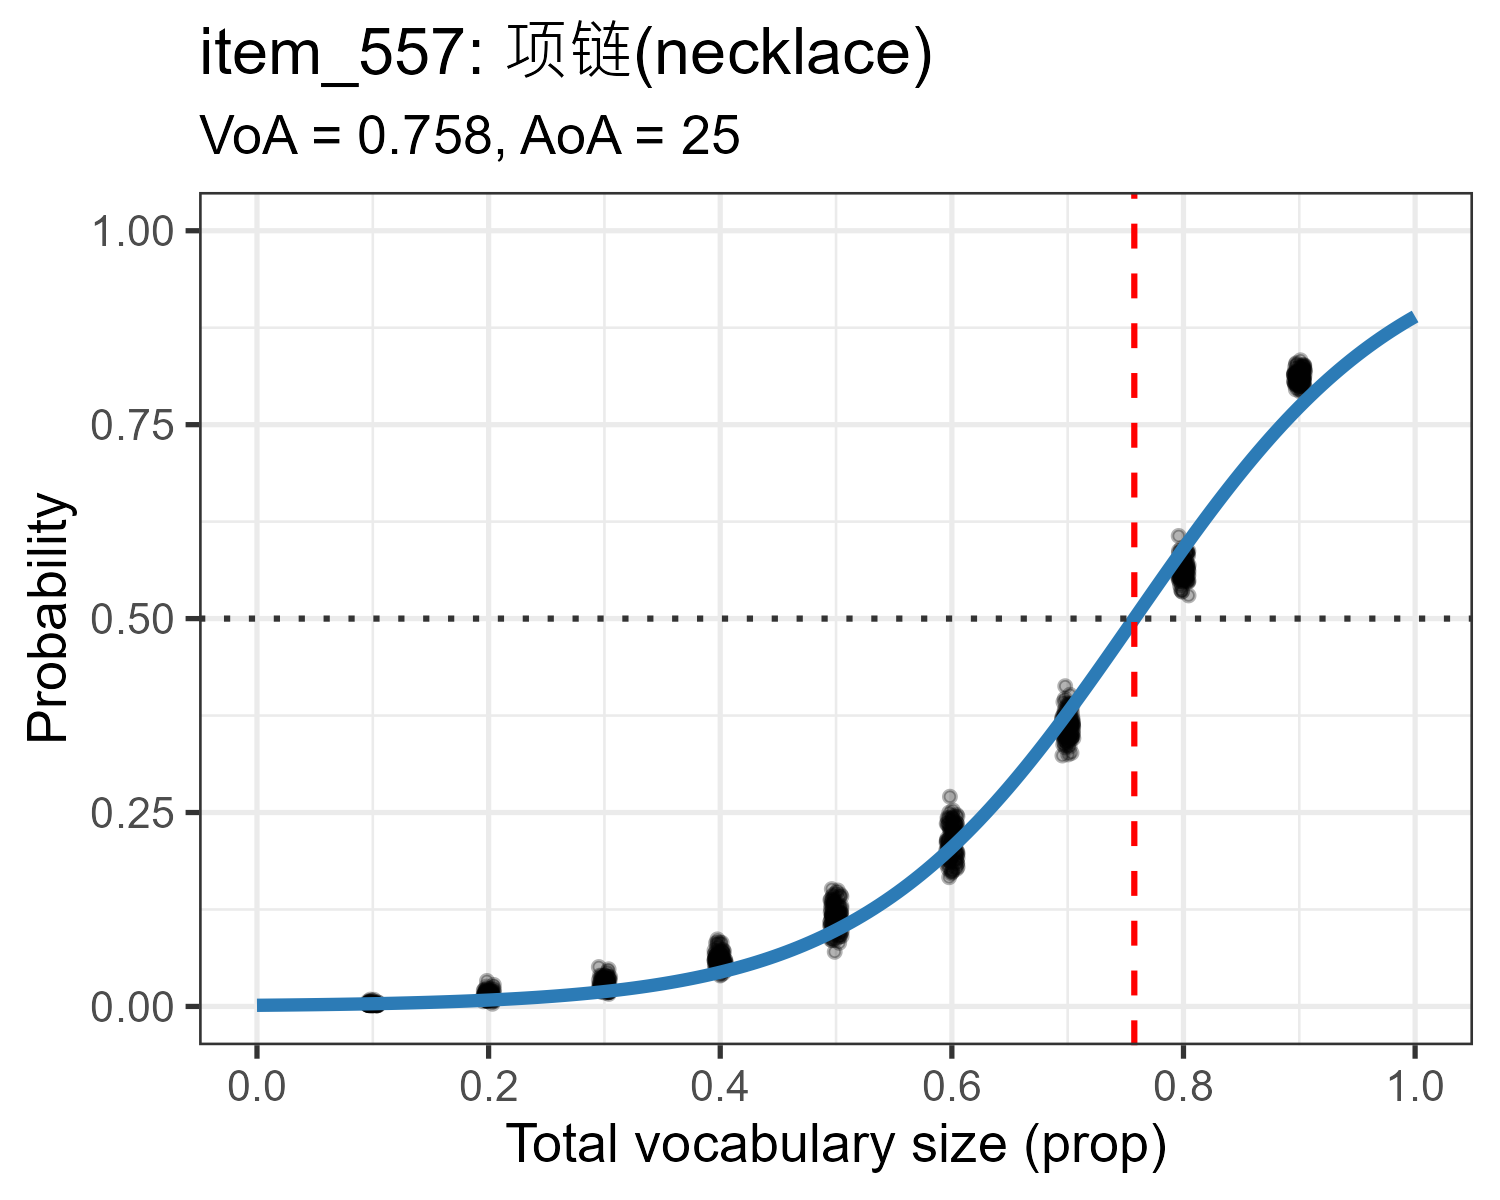 item_557: 项链(necklace)
VoA = 0.758, AoA = 25
1.00
0.75
0.50
0.25
0.00
Probability
0.0 0.2 0.4 0.6 0.8 1.0
Total vocabulary size (prop)